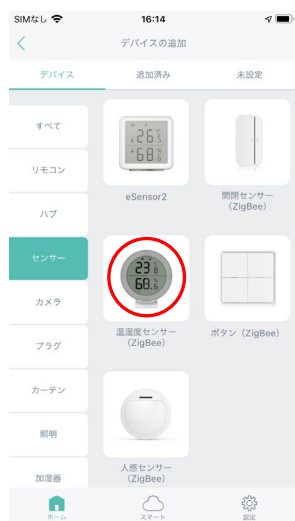 SIMなし 16:14
デバイスの追加
デバイス 追加済み 未設定
すべて
リモコン
ハブ
センサー
カメラ
プラグ
カーテン
照明
加湿器
eSensor2
開閉センサー
(ZigBee)
温湿度センサー
(ZigBee)
ボタン（ZigBee）
人感センサー
(ZigBee)
ホーム スマート 設定